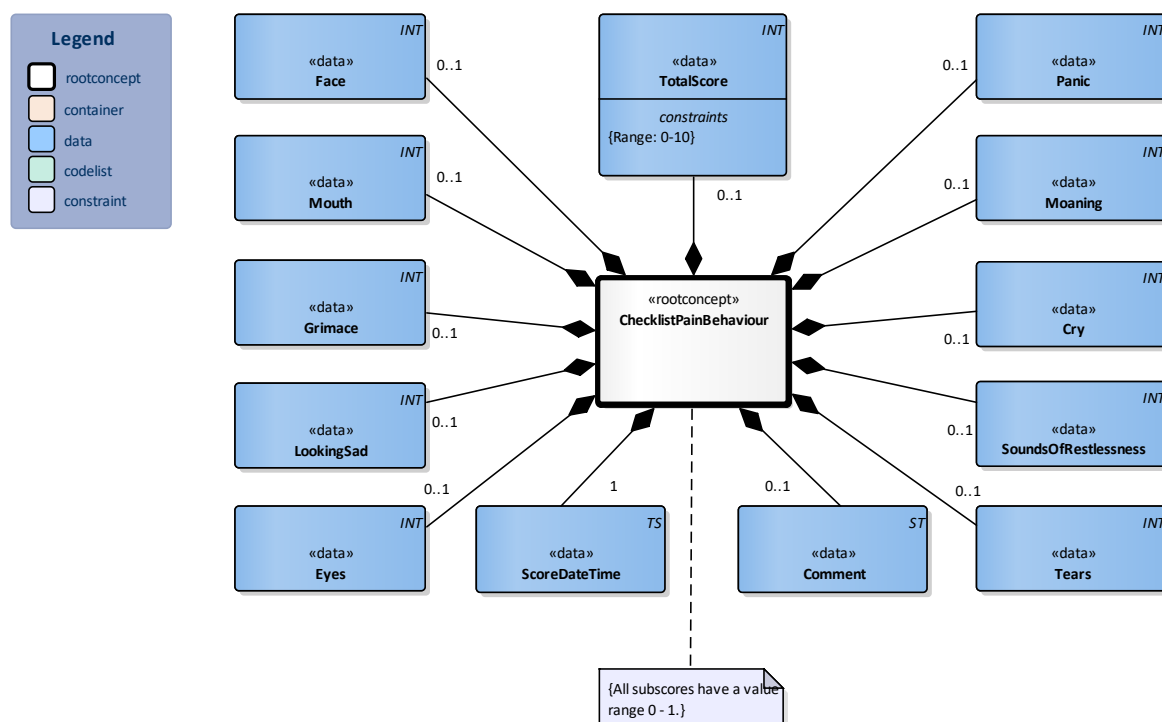 Legend
rootconcept
container
data
codelist
constraint
INT
«data»
Face
0..1
INT
«data»
TotalScore
constraints
{Range: 0-10}
0..1
INT
«data»
Panic
0..1
INT
«data»
Mouth
0..1
INT
«data»
Moaning
0..1
INT
«data»
Grimace
0..1
«rootconcept»
ChecklistPainBehaviour
INT
«data»
Cry
0..1
INT
«data»
LookingSad
0..1
INT
«data»
SoundsOfRestlessness
0..1
INT
«data»
Eyes
0..1
TS
«data»
ScoreDateTime
1
ST
«data»
Comment
0..1
INT
«data»
Tears
0..1
{All subscores have a value
range 0 - 1.}